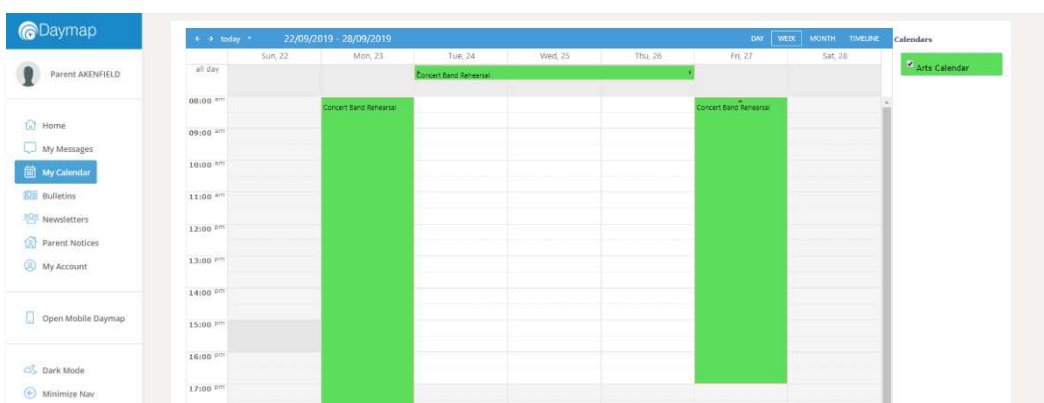 Daymap
Parent AKENFIELD
Home
My Messages
My Calendar
Bulletins
Newsletters
Parent Notices
My Account
Open Mobile Daymap
Dark Mode
Minimize Nav
today 22/09/2019 - 28/09/2019 DAY WEEK MONTH TIMELINE
Sun, 22 Mon, 23 Tue, 24 Wed, 25 Thu, 26 Fri, 27 Sat, 28
all day Concert Band Rehearsal
08:00 am Concert Band Rehearsal Concert Band Rehearsal
09:00 am
10:00 am
11:00 am
12:00 pm
13:00 pm
14:00 pm
15:00 pm
16:00 pm
17:00 pm
Calendars
Arts Calendar